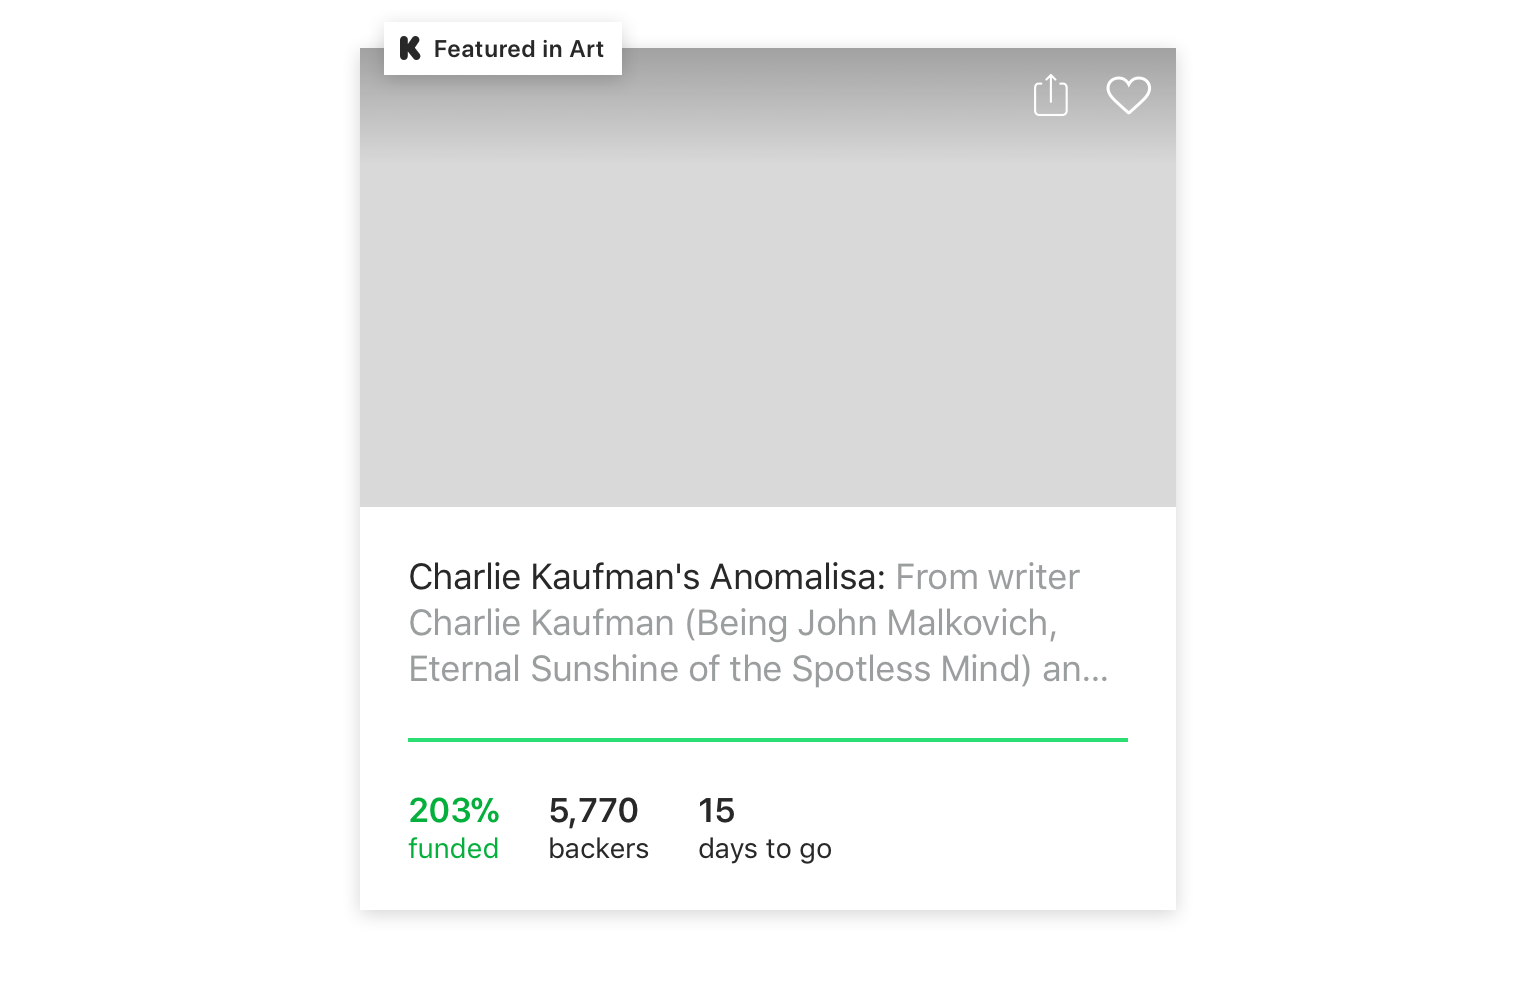 Featured in Art
Charlie Kaufman's Anomalisa: From writer
Charlie Kaufman (Being John Malkovich,
Eternal Sunshine of the Spotless Mind) an...
203% 5,770 15
funded backers days to go